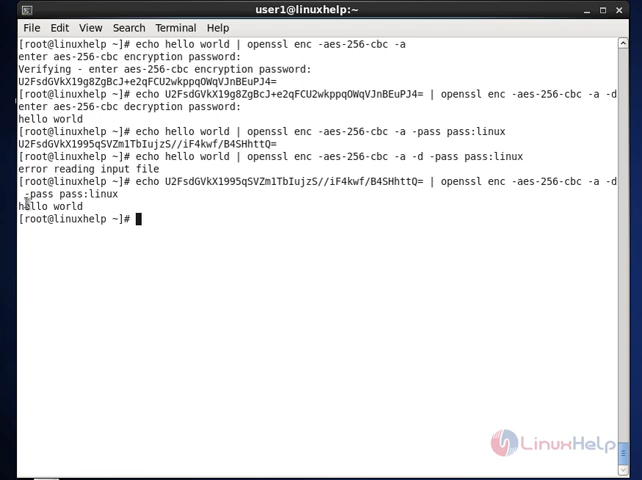 user1@linuxhelp:~
File Edit View Search Terminal Help
[root@linuxhelp ~]# echo hello world | openssl enc -aes-256-cbc -a
enter aes-256-cbc encryption password:
Verifying - enter aes-256-cbc encryption password:
U2FsdGVkX19g8ZgBcJ+e2qFCU2wkppqOWqVJnBEuPJ4=
[root@linuxhelp ~]# echo U2FsdGVkX19g8ZgBcJ+e2qFCU2wkppqOWqVJnBEuPJ4= | openssl enc -aes-256-cbc -a -d
enter aes-256-cbc decryption password:
hello world
[root@linuxhelp ~]# echo hello world | openssl enc -aes-256-cbc -a -pass pass:linux
U2FsdGVkX1995qSVZm1TbIujzS//iF4kwf/B4SHhttQ=
[root@linuxhelp ~]# echo hello world | openssl enc -aes-256-cbc -a -d -pass pass:linux
error reading input file
[root@linuxhelp ~]# echo U2FsdGVkX1995qSVZm1TbIujzS//iF4kwf/B4SHhttQ= | openssl enc -aes-256-cbc -a -d
-pass pass:linux
hello world
[root@linuxhelp ~]#
LinuxHelp